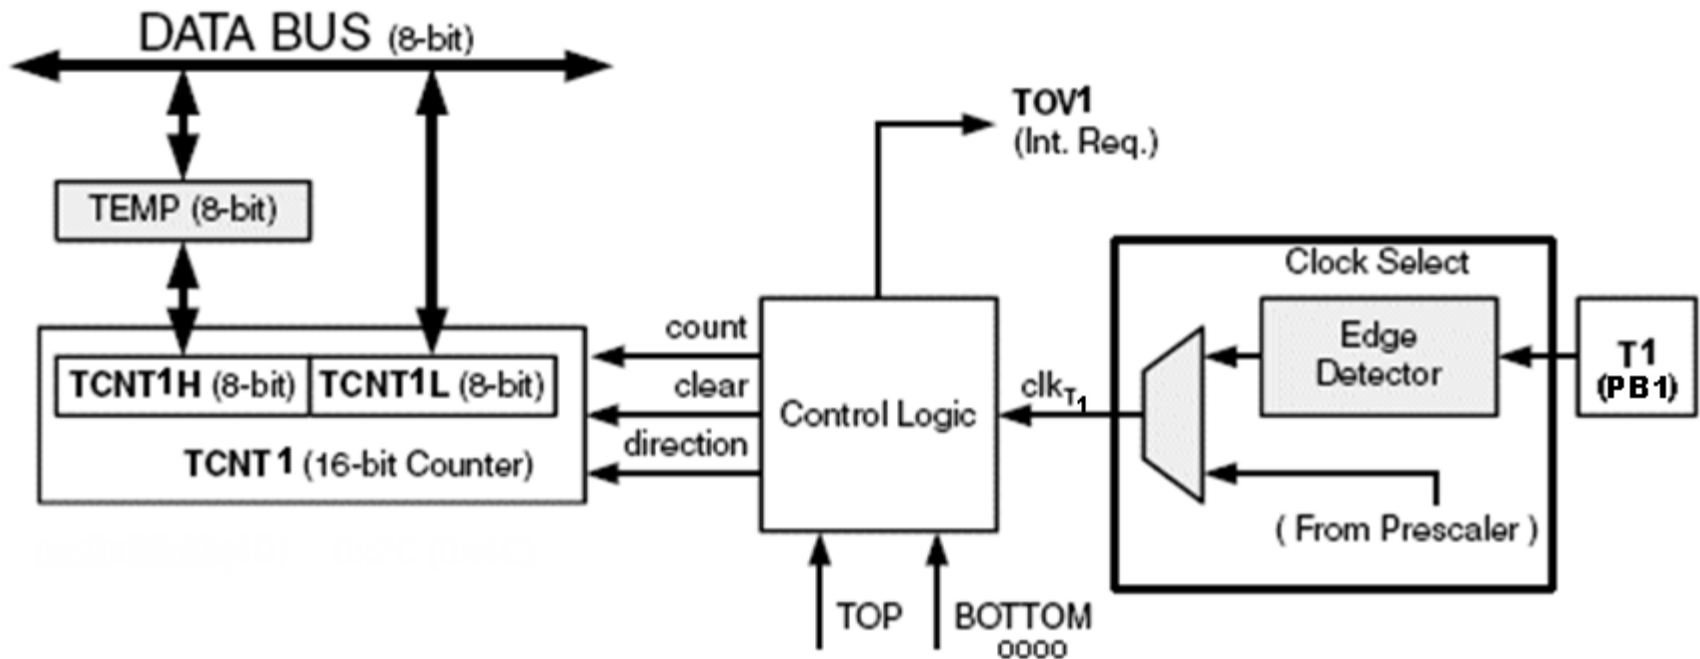 DATA BUS (8-bit)
TOV1
(Int. Req.)
TEMP (8-bit)
Clock Select
Edge
Detector
T1
(PB1)
count
clear
direction
TCNT1H (8-bit)
TCNT1L (8-bit)
TCNT1 (16-bit Counter)
Control Logic
clkT1
( From Prescaler )
TOP
BOTTOM
0000